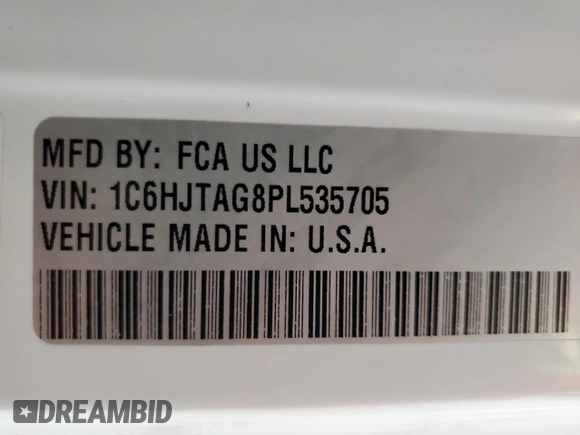 MFD BY: FCA US LLC
VIN: 1C6HJTAG8PL535705
VEHICLE MADE IN: U.S.A.
DREAMBID